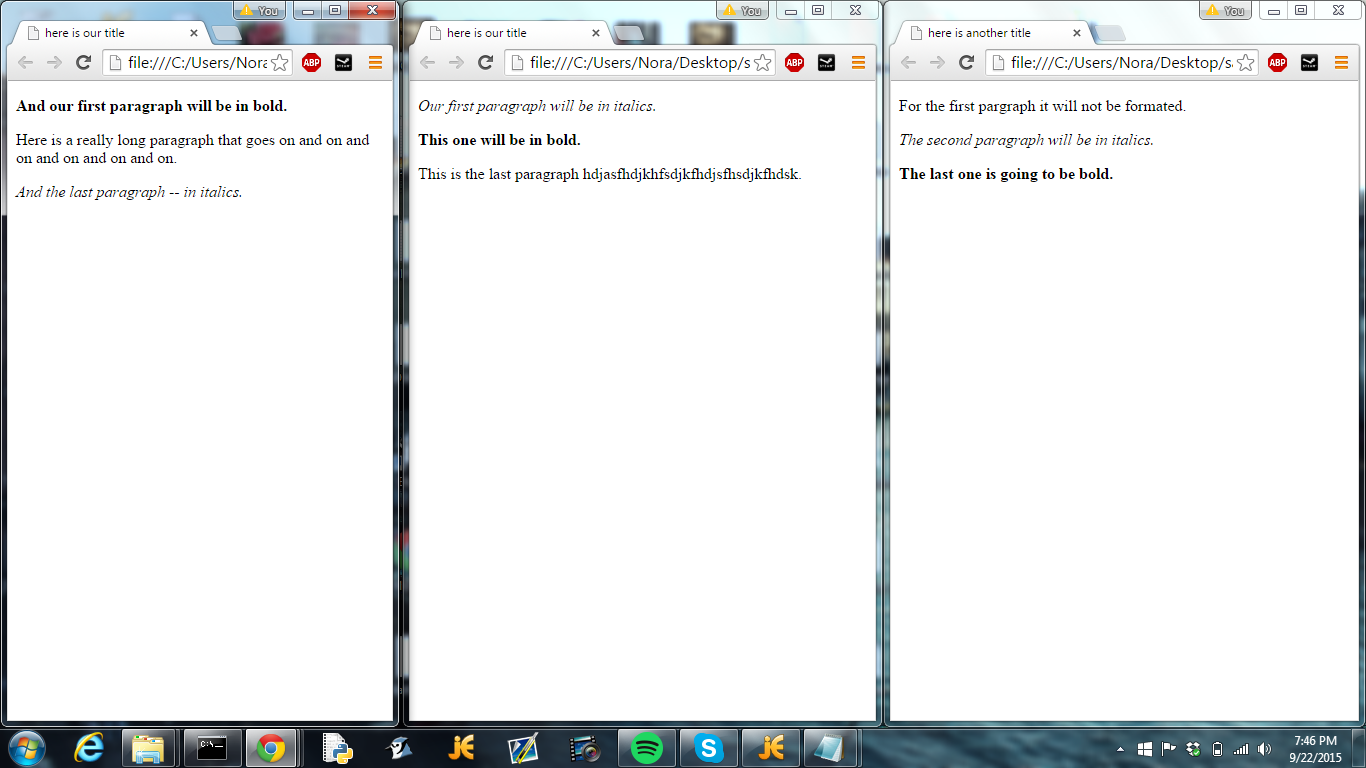 You
here is our title
file:///C:/Users/Nora
ABP
STEAM
And our first paragraph will be in bold.
Here is a really long paragraph that goes on and on and
on and on and on and on.
And the last paragraph -- in italics.
You
here is our title
file:///C:/Users/Nora/Desktop/s
ABP
STEAM
Our first paragraph will be in italics.
This one will be in bold.
This is the last paragraph hdjasfhdjkhfsdjkfhdjsfhsdjkfhdsk.
You
here is another title
file:///C:/Users/Nora/Desktop/s
ABP
STEAM
For the first pargraph it will not be formated.
The second paragraph will be in italics.
The last one is going to be bold.
C:\
jE
jE
7:46 PM
9/22/2015